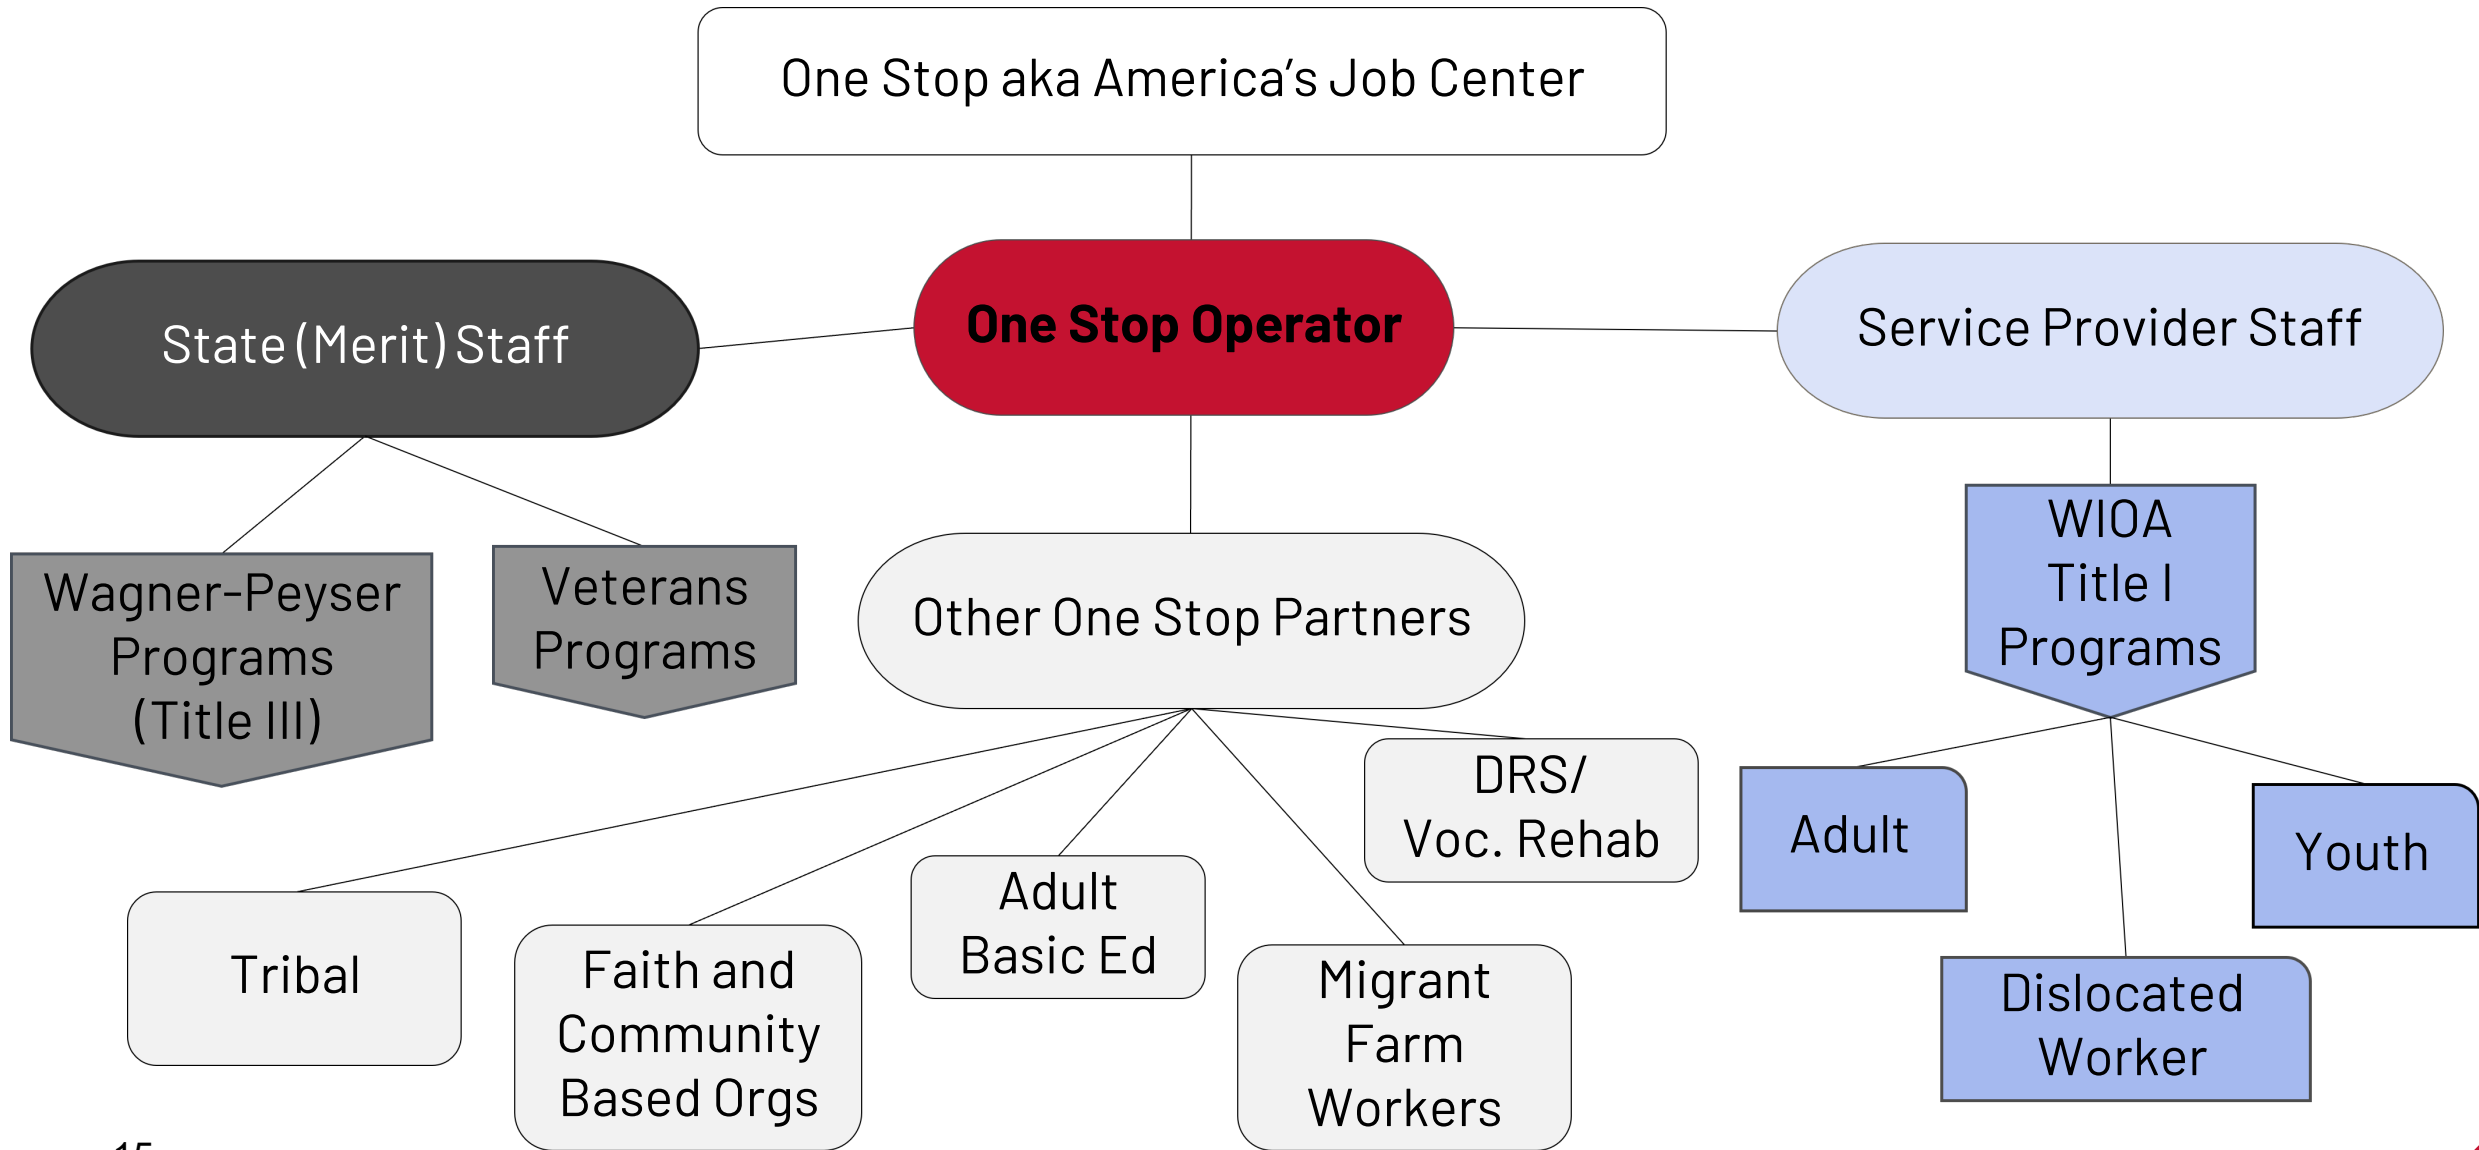 One Stop aka America’s Job Center
State (Merit) Staff
One Stop Operator
Service Provider Staff
Wagner-Peyser
Programs
(Title III)
Veterans
Programs
Other One Stop Partners
WIOA
Title I
Programs
Tribal
Faith and
Community
Based Orgs
Adult
Basic Ed
Migrant
Farm
Workers
DRS/
Voc. Rehab
Adult
Dislocated
Worker
Youth
15